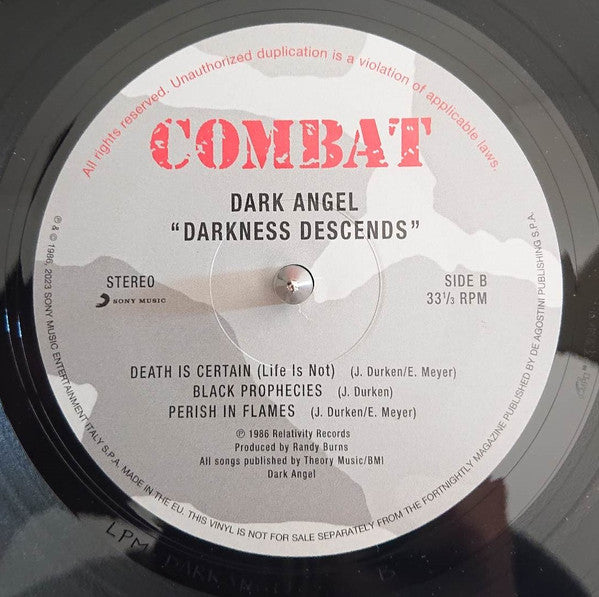 All rights reserved. Unauthorized duplication is a violation of applicable laws.
COMBAT
DARK ANGEL
"DARKNESS DESCENDS"
STEREO
SONY MUSIC
SIDE B
33⅓ RPM
DEATH IS CERTAIN (Life Is Not) (J. Durken/E. Meyer)
BLACK PROPHECIES (J. Durken)
PERISH IN FLAMES (J. Durken/E. Meyer)
℗ 1986 Relativity Records
Produced by Randy Burns
All songs published by Theory Music/BMI
Dark Angel
℗ & © 1986, 2023 SONY MUSIC ENTERTAINMENT ITALY S.P.A. MADE IN THE EU. THIS VINYL IS NOT FOR SALE SEPARATELY FROM THE FORTNIGHTLY MAGAZINE PUBLISHED BY DE AGOSTINI PUBLISHING S.P.A.
LPM DARK ANGEL B